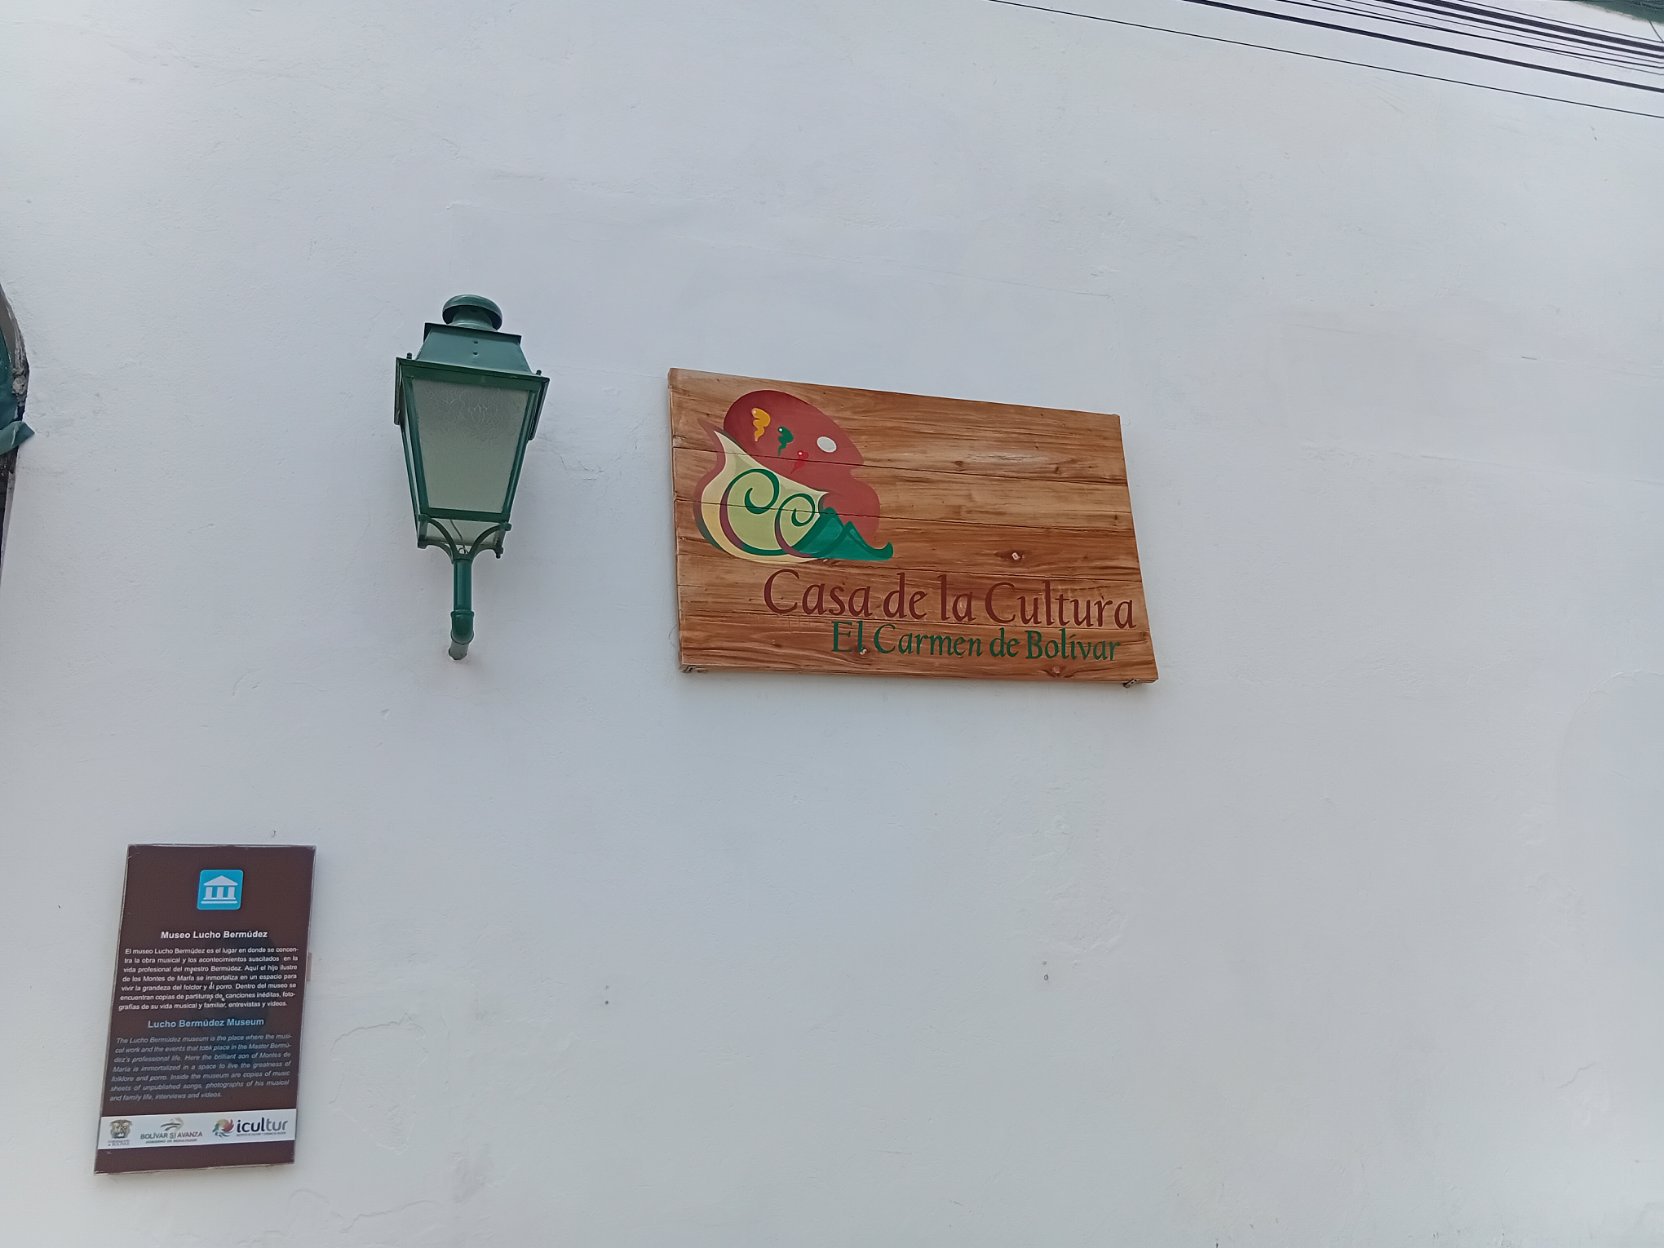 Casa de la Cultura
El Carmen de Bolívar
Museo Lucho Bermúdez
El museo Lucho Bermúdez es el lugar en donde se concen-
tra la obra musical y los acontecimientos suscitados en la
vida profesional del maestro Bermúdez. Aquí el hijo ilustre
de los Montes de María se inmortaliza en un espacio para
vivir la grandeza del folclor y el porro. Dentro del museo se
encuentran copias de partituras de canciones inéditas, foto-
grafías de su vida musical y familiar, entrevistas y videos.
Lucho Bermúdez Museum
The Lucho Bermúdez museum is the place where the musi-
cal work and the events that took place in the Master Bermú-
dez's professional life. Here the brilliant son of Montes de
María is immortalized in a space to live the greatness of
folklore and porro. Inside the museum are copies of music
sheets of unpublished songs, photographs of his musical
and family life, interviews and videos.
BOLÍVAR SÍ AVANZA
GOBIERNO DE RESULTADOS
icultur